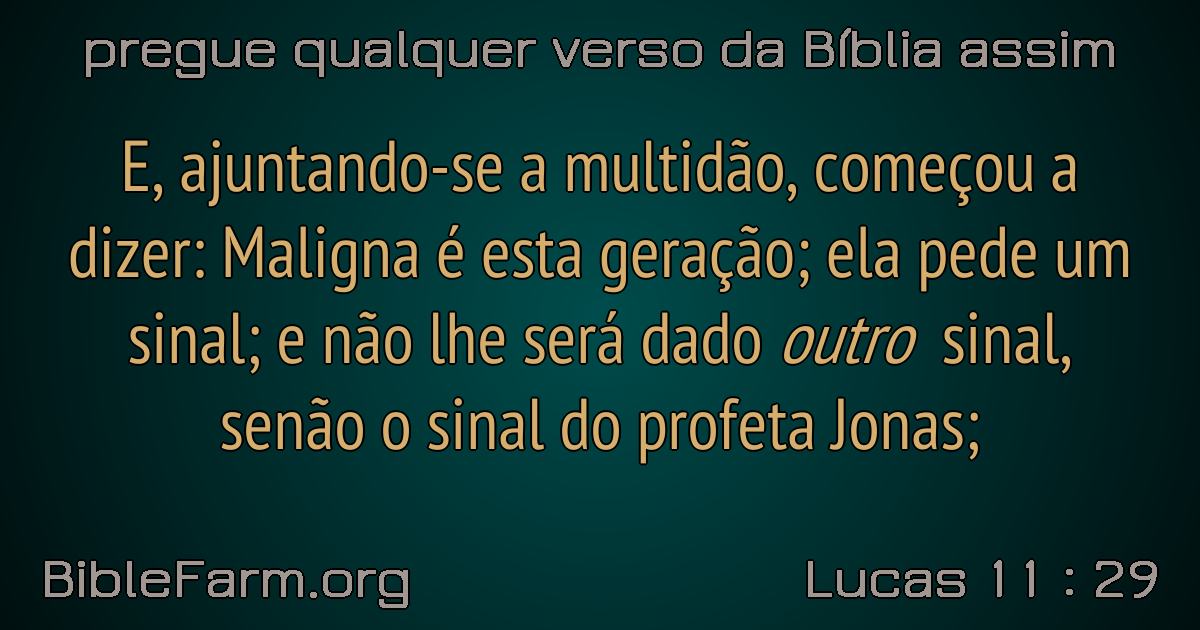 pregue qualquer verso da Bíblia assim
E, ajuntando-se a multidão, começou a
dizer: Maligna é esta geração; ela pede um
sinal; e não lhe será dado outro sinal,
senão o sinal do profeta Jonas;
BibleFarm.org
Lucas 11 : 29